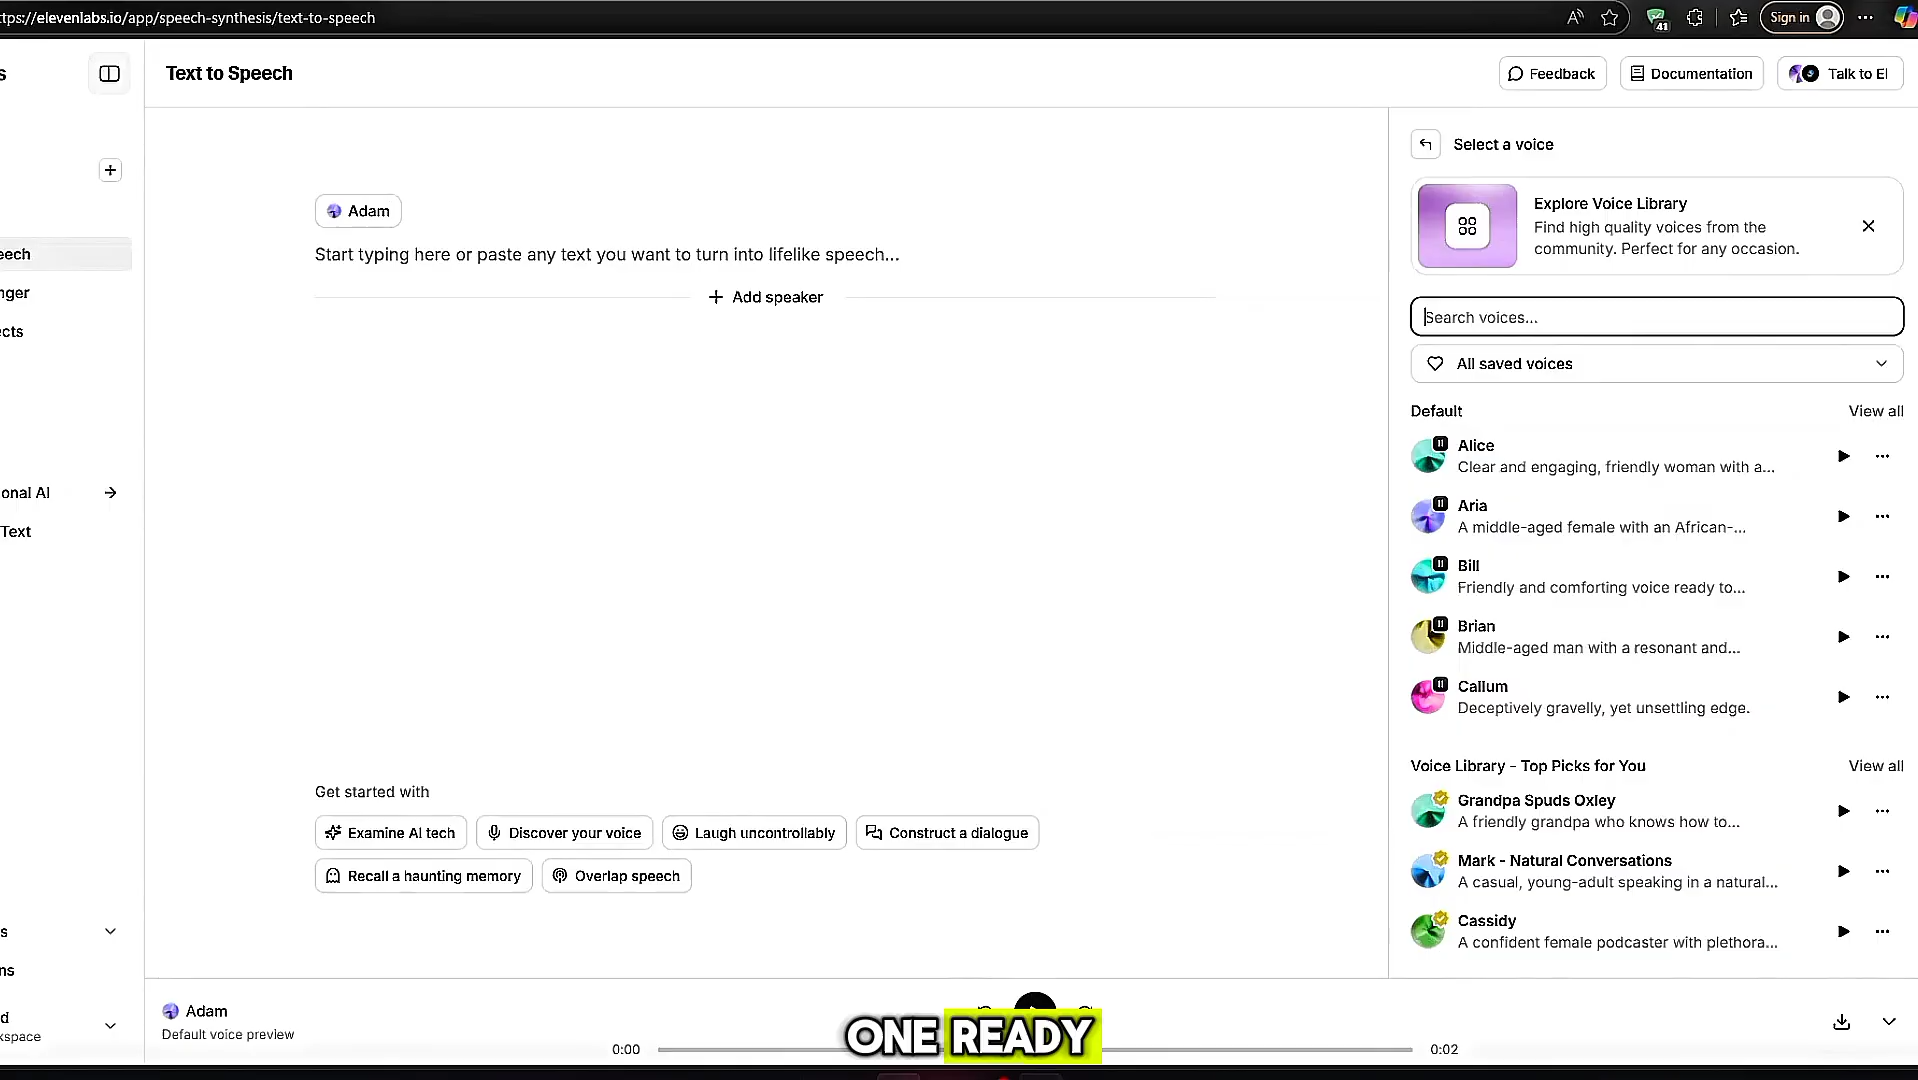 ttps://elevenlabs.io/app/speech-synthesis/text-to-speech
41
Sign in
s
Text to Speech
Feedback
Documentation
Talk to El
eech
nger
ects
onal AI
Text
s
ns
d
kspace
Adam
Start typing here or paste any text you want to turn into lifelike speech...
+ Add speaker
Get started with
Examine AI tech
Discover your voice
Laugh uncontrollably
Construct a dialogue
Recall a haunting memory
Overlap speech
Select a voice
Explore Voice Library
Find high quality voices from the
community. Perfect for any occasion.
Search voices...
All saved voices
Default
View all
Alice
Clear and engaging, friendly woman with a...
Aria
A middle-aged female with an African-...
Bill
Friendly and comforting voice ready to...
Brian
Middle-aged man with a resonant and...
Callum
Deceptively gravelly, yet unsettling edge.
Voice Library - Top Picks for You
View all
Grandpa Spuds Oxley
A friendly grandpa who knows how to...
Mark - Natural Conversations
A casual, young-adult speaking in a natural...
Cassidy
A confident female podcaster with plethora...
Adam
Default voice preview
0:00
0:02
ONE READY